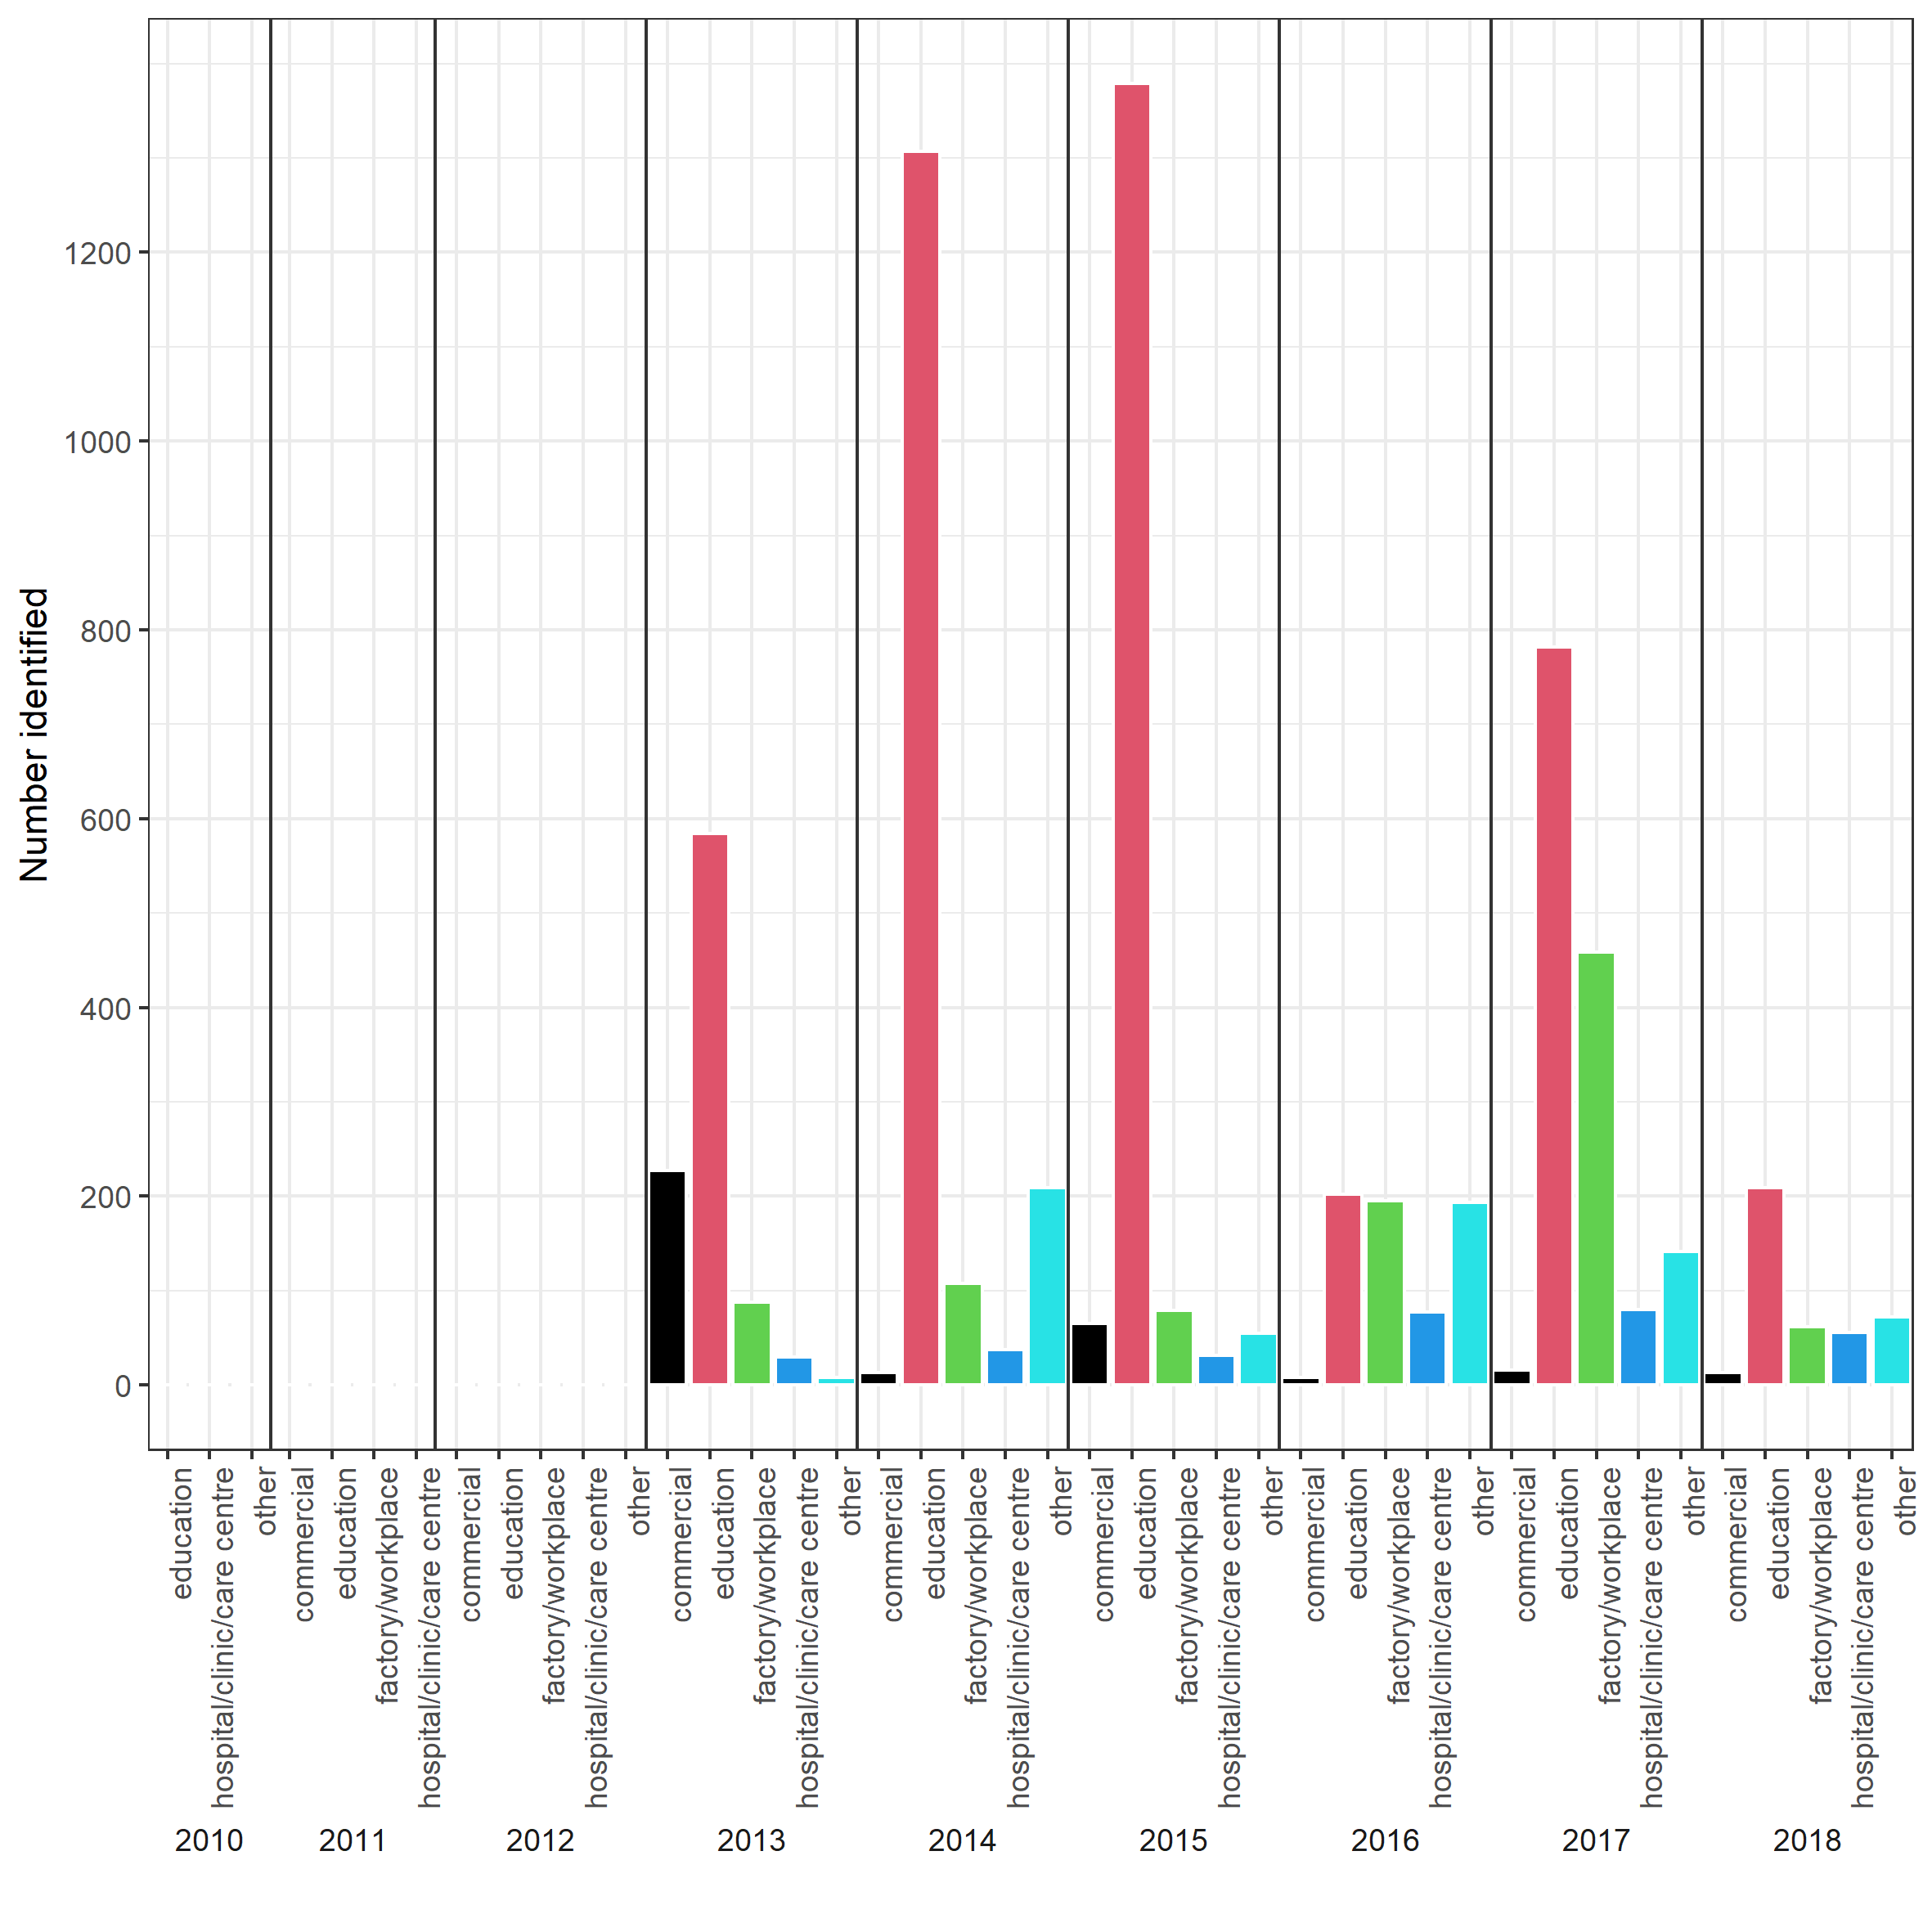 Number identified
1200
1000
800
600
400
200
0
education
hospital/clinic/care centre
other
commercial
education
factory/workplace
hospital/clinic/care centre
commercial
education
factory/workplace
hospital/clinic/care centre
other
commercial
education
factory/workplace
hospital/clinic/care centre
other
commercial
education
factory/workplace
hospital/clinic/care centre
other
commercial
education
factory/workplace
hospital/clinic/care centre
other
commercial
education
factory/workplace
hospital/clinic/care centre
other
commercial
education
factory/workplace
hospital/clinic/care centre
other
commercial
education
factory/workplace
hospital/clinic/care centre
other
2010 2011 2012 2013 2014 2015 2016 2017 2018